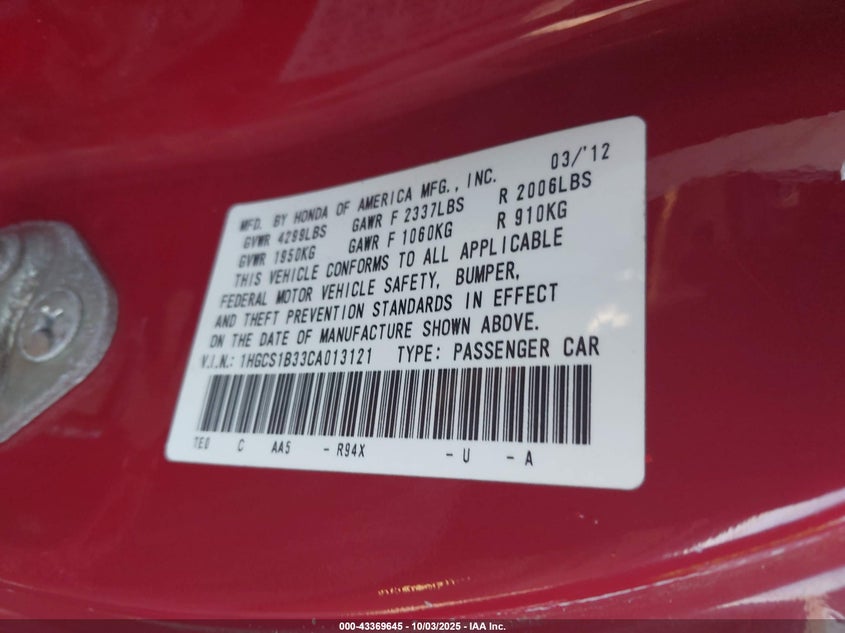 MFD. BY HONDA OF AMERICA MFG., INC. 03/'12
GVWR 4299LBS GAWR F 2337LBS R 2006LBS
GVWR 1950KG GAWR F 1060KG R 910KG
THIS VEHICLE CONFORMS TO ALL APPLICABLE
FEDERAL MOTOR VEHICLE SAFETY, BUMPER,
AND THEFT PREVENTION STANDARDS IN EFFECT
ON THE DATE OF MANUFACTURE SHOWN ABOVE.
V.I.N.: 1HGCS1B33CA013121 TYPE: PASSENGER CAR
TE0 C AA5 - R94X - U - A
000-43369645 - 10/03/2025 - IAA Inc.